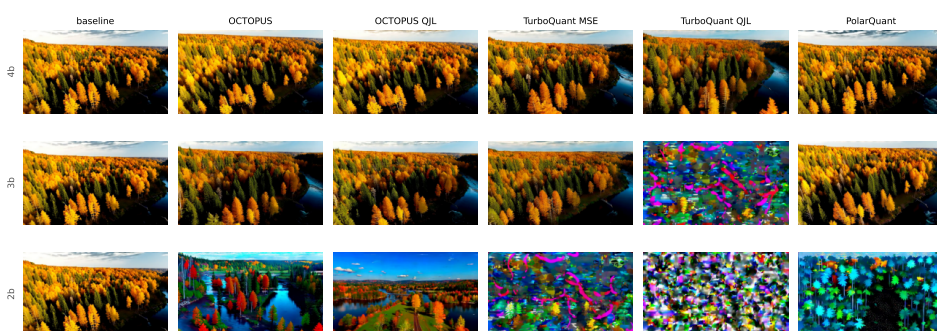 baseline OCTOPUS OCTOPUS QJL TurboQuant MSE TurboQuant QJL PolarQuant
4b
3b
2b